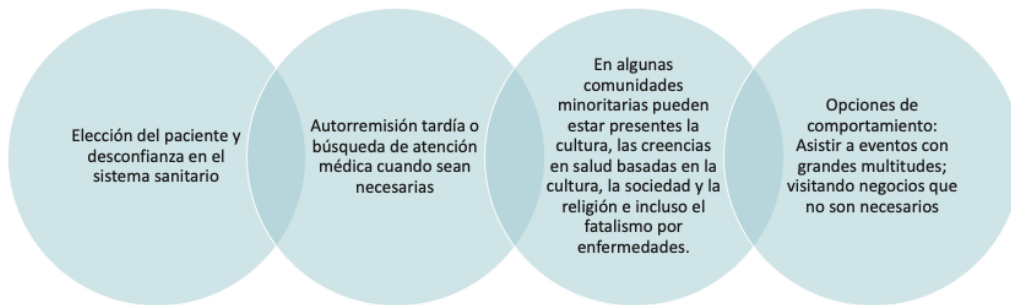 Elección del paciente y
desconfianza en el
sistema sanitario
Autorremisión tardía o
búsqueda de atención
médica cuando sean
necesarias
En algunas
comunidades
minoritarias pueden
estar presentes la
cultura, las creencias
en salud basadas en la
cultura, la sociedad y la
religión e incluso el
fatalismo por
enfermedades.
Opciones de
comportamiento:
Asistir a eventos con
grandes multitudes;
visitando negocios que
no son necesarios